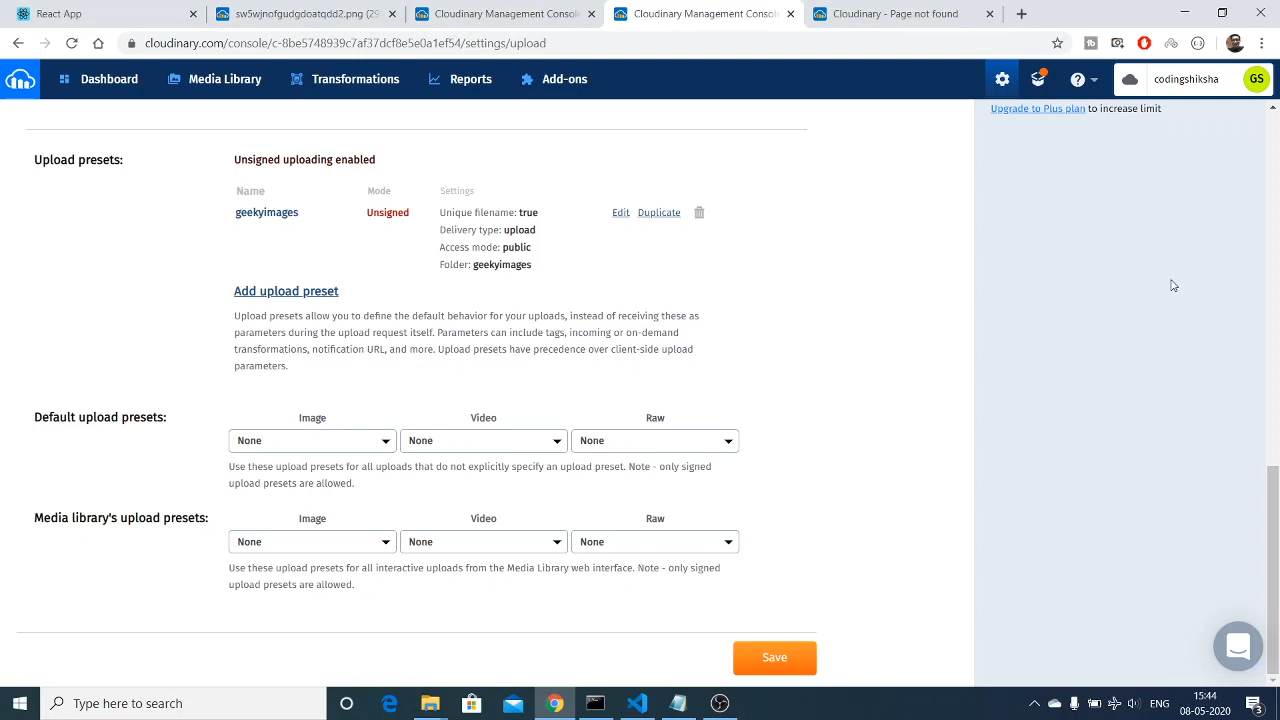 React App
sw5wjnofgudgdoatqdd2.png (29
Cloudinary Management Console
Cloudinary Management Console
Cloudinary - Page not found
cloudinary.com/console/c-8be5748939c7af37dcf0e5e0a1ef54/settings/upload
Dashboard
Media Library
Transformations
Reports
Add-ons
codingshiksha
GS
Upgrade to Plus plan to increase limit
Upload presets:
Unsigned uploading enabled
Name
Mode
Settings
geekyimages
Unsigned
Unique filename: true
Edit
Duplicate
Delivery type: upload
Access mode: public
Folder: geekyimages
Add upload preset
Upload presets allow you to define the default behavior for your uploads, instead of receiving these as
parameters during the upload request itself. Parameters can include tags, incoming or on-demand
transformations, notification URL, and more. Upload presets have precedence over client-side upload
parameters.
Default upload presets:
Image
Video
Raw
None
None
None
Use these upload presets for all uploads that do not explicitly specify an upload preset. Note - only signed
upload presets are allowed.
Media library's upload presets:
Image
Video
Raw
None
None
None
Use these upload presets for all interactive uploads from the Media Library web interface. Note - only signed
upload presets are allowed.
Save
Type here to search
ENG
15:44
08-05-2020
3